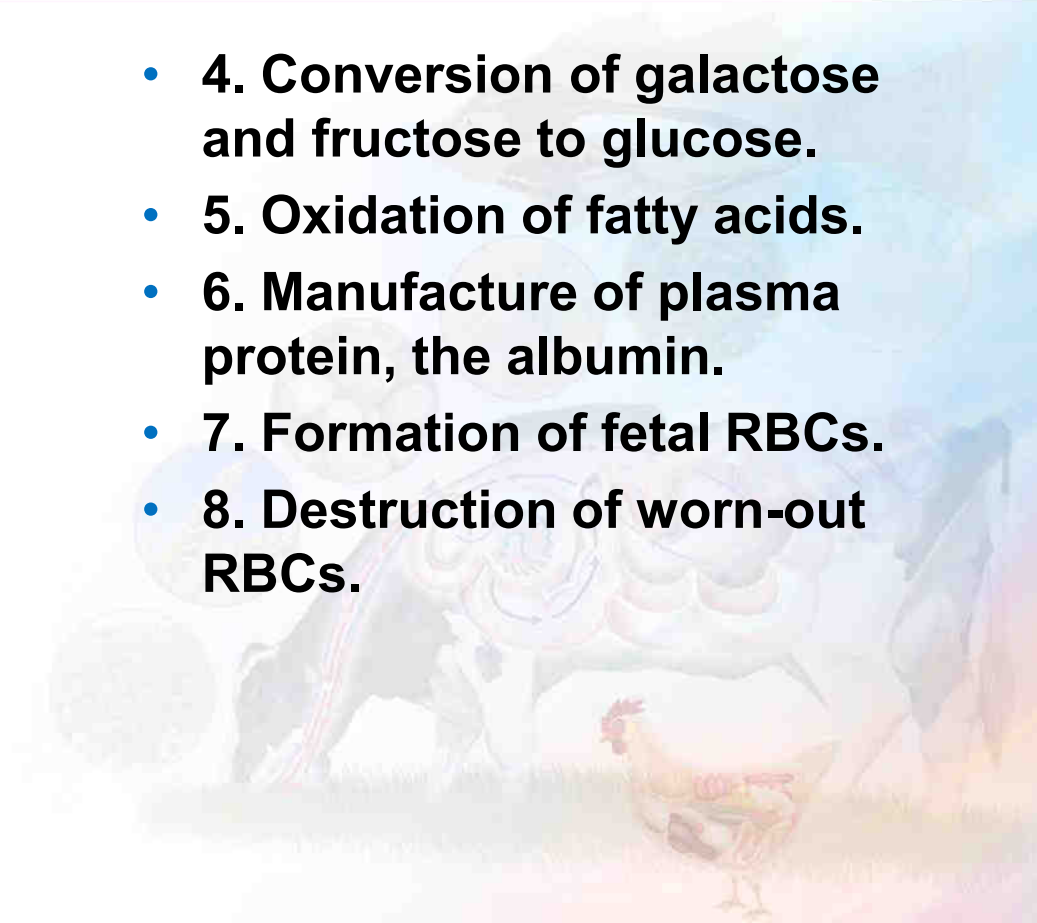 • 4. Conversion of galactose
and fructose to glucose.
• 5. Oxidation of fatty acids.
• 6. Manufacture of plasma
protein, the albumin.
• 7. Formation of fetal RBCs.
• 8. Destruction of worn-out
RBCs.